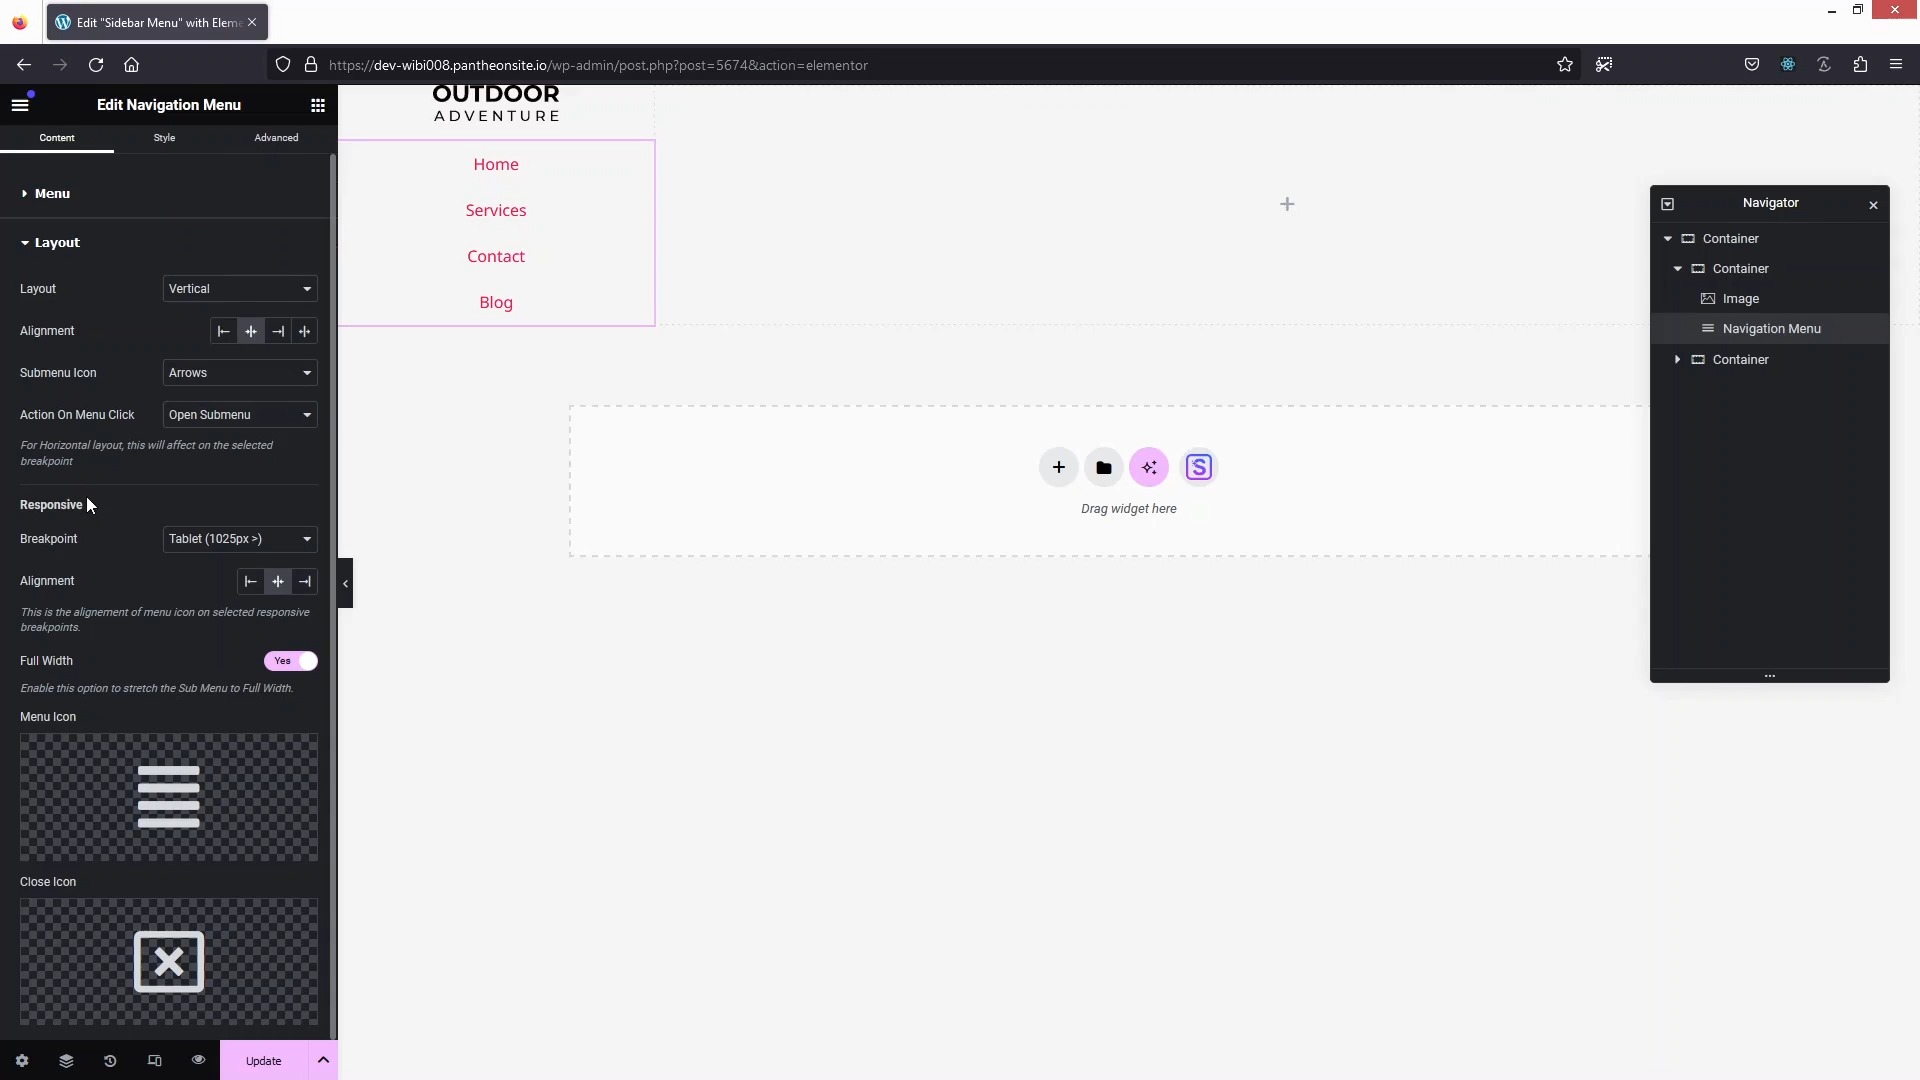 Edit "Sidebar Menu" with Eleme
https://dev-wibi008.pantheonsite.io/wp-admin/post.php?post=5674&action=elementor
Edit Navigation Menu
Content
Style
Advanced
Menu
Layout
Layout
Vertical
Alignment
Submenu Icon
Arrows
Action On Menu Click
Open Submenu
For Horizontal layout, this will affect on the selected
breakpoint
Responsive
Breakpoint
Tablet (1025px >)
Alignment
This is the alignement of menu icon on selected responsive
breakpoints.
Full Width
Yes
Enable this option to stretch the Sub Menu to Full Width.
Menu Icon
Close Icon
Update
OUTDOOR
ADVENTURE
Home
Services
Contact
Blog
Drag widget here
Navigator
Container
Container
Image
Navigation Menu
Container